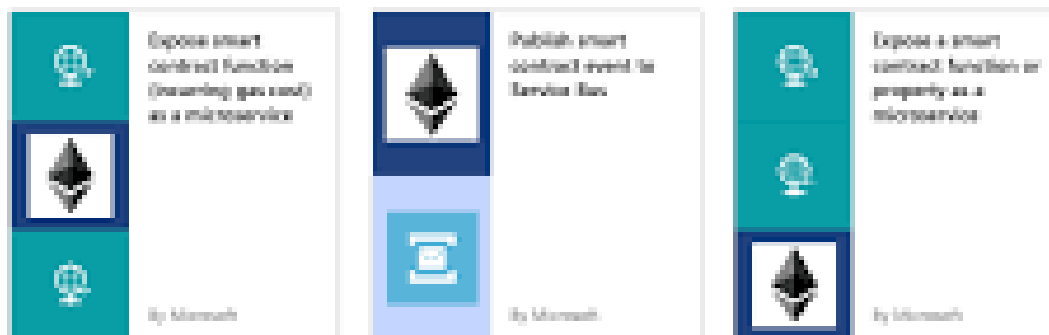 Expose smart
contract function
(incurring gas cost)
as a microservice
By Microsoft
Publish smart
contract event to
Service Bus
By Microsoft
Expose a smart
contract function or
property as a
microservice
By Microsoft